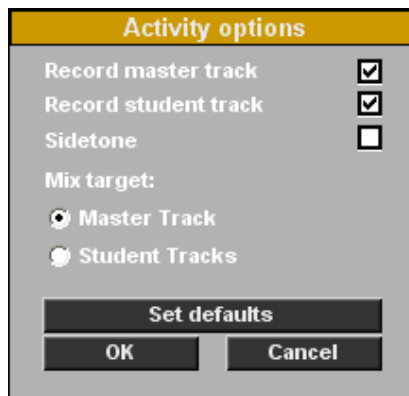 Activity options
Record master track
Record student track
Sidetone
Mix target:
Master Track
Student Tracks
Set defaults
OK Cancel